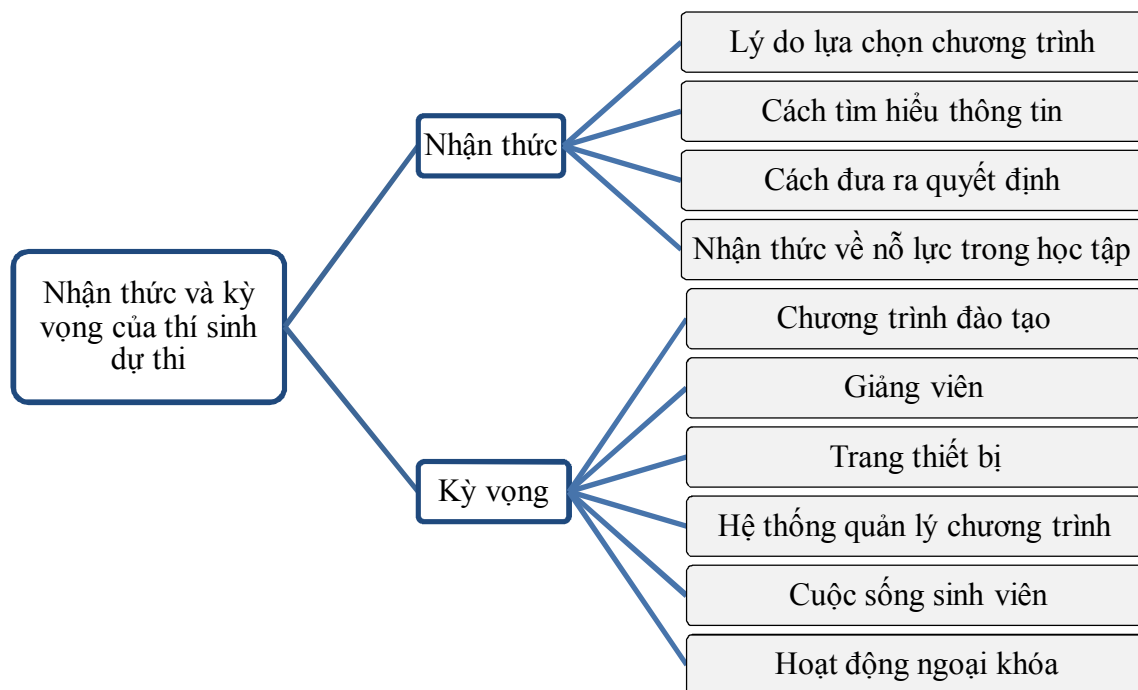 Nhận thức và kỳ
vọng của thí sinh
dự thi
Nhận thức
Lý do lựa chọn chương trình
Cách tìm hiểu thông tin
Cách đưa ra quyết định
Nhận thức về nỗ lực trong học tập
Kỳ vọng
Chương trình đào tạo
Giảng viên
Trang thiết bị
Hệ thống quản lý chương trình
Cuộc sống sinh viên
Hoạt động ngoại khóa